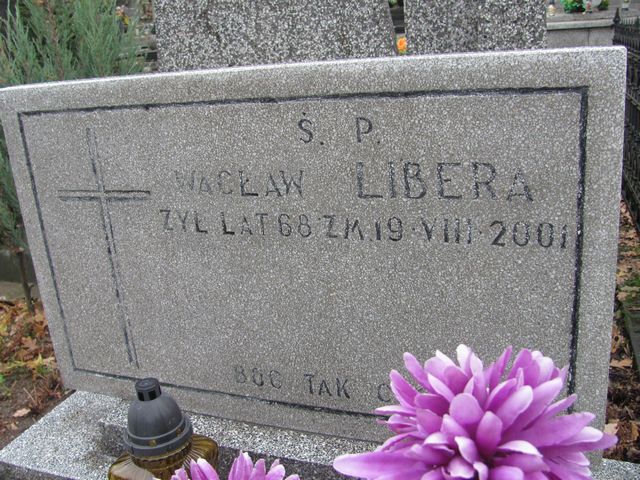 Ś. P.
WACŁAW LIBERA
ŻYŁ LAT 68 ZM. 19·VIII·2001
BÓG TAK C